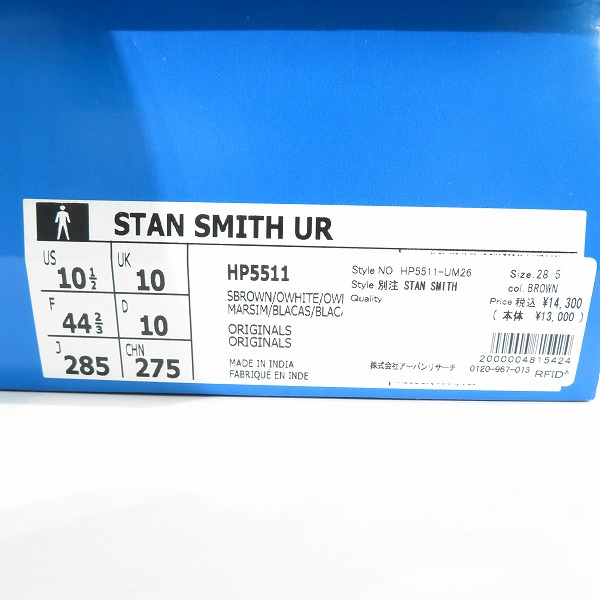 STAN SMITH UR
US 10 1/2 UK 10
F 44 2/3 D 10
J 285 CHN 275
HP5511
SBROWN/OWHITE/OWI
MARSIM/BLACAS/BLAC
ORIGINALS
ORIGINALS
MADE IN INDIA
FABRIQUÉ EN INDE
Style NO HP5511-UM26
Style 別注 STAN SMITH
Quality
株式会社アーバンリサーチ
Size.28.5
col.BROWN
Price 税込 ¥14,300
( 本体 ¥13,000 )
2000004815424
0120-967-013 RFID